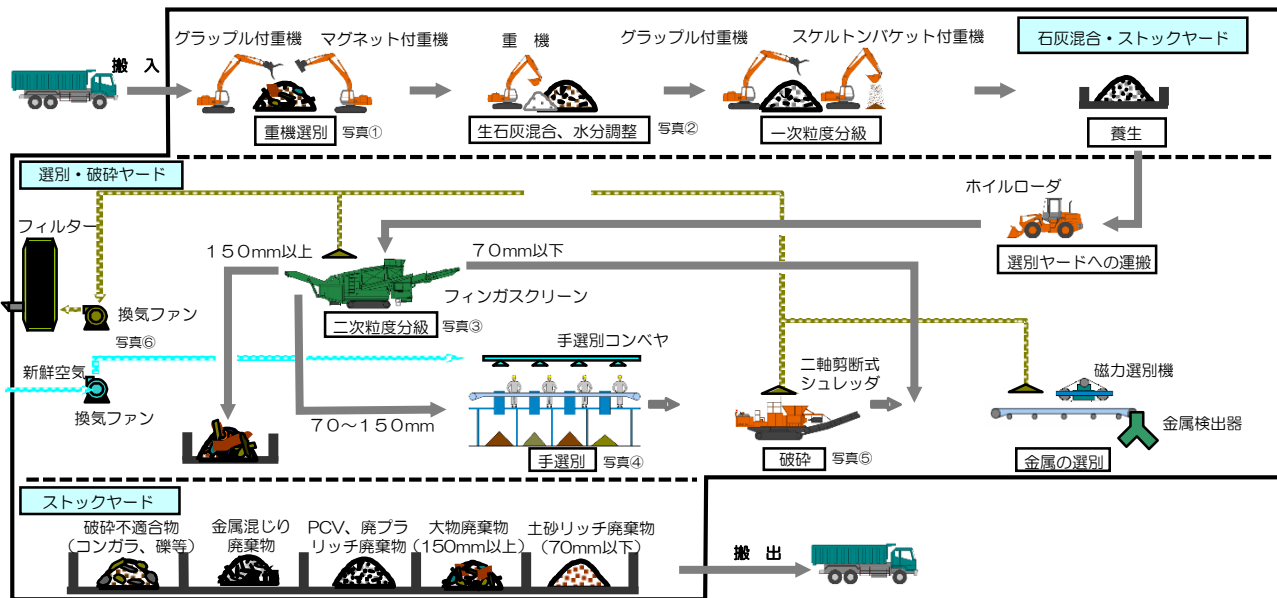 グラップル付重機
マグネット付重機
重 機
グラップル付重機
スケルトンバケット付重機
石灰混合・ストックヤード
搬 入
重機選別
写真①
生石灰混合、水分調整
写真②
一次粒度分級
養生
選別・破砕ヤード
ホイルローダ
フィルター
150mm以上
70mm以下
選別ヤードへの運搬
フィンガスクリーン
換気ファン
二次粒度分級
写真③
写真⑥
手選別コンベヤ
新鮮空気
二軸剪断式
シュレッダ
磁力選別機
換気ファン
70~150mm
金属検出器
手選別
写真④
破砕
写真⑤
金属の選別
ストックヤード
破砕不適合物
(コンガラ、礫等)
金属混じり
廃棄物
PCV、廃プラ
リッチ廃棄物
大物廃棄物
(150mm以上)
土砂リッチ廃棄物
(70mm以下)
搬 出